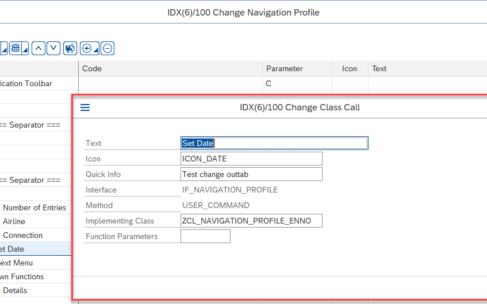 IDX(6)/100 Change Navigation Profile
Code Parameter Icon Text
ication Toolbar C
IDX(6)/100 Change Class Call
== Separator ===
Text Set Date
Icon ICON_DATE
Quick Info Test change outtab
== Separator ===
Interface IF_NAVIGATION_PROFILE
Method USER_COMMAND
Number of Entries
Airline
Implementing Class ZCL_NAVIGATION_PROFILE_ENNO
Connection
Function Parameters
et Date
text Menu
wn Functions
Details